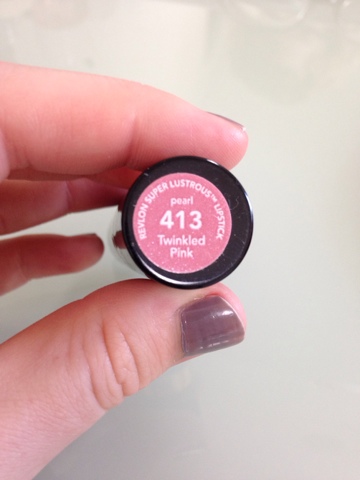 REVLON SUPER LUSTROUS™ LIPSTICK
pearl
413
Twinkled
Pink